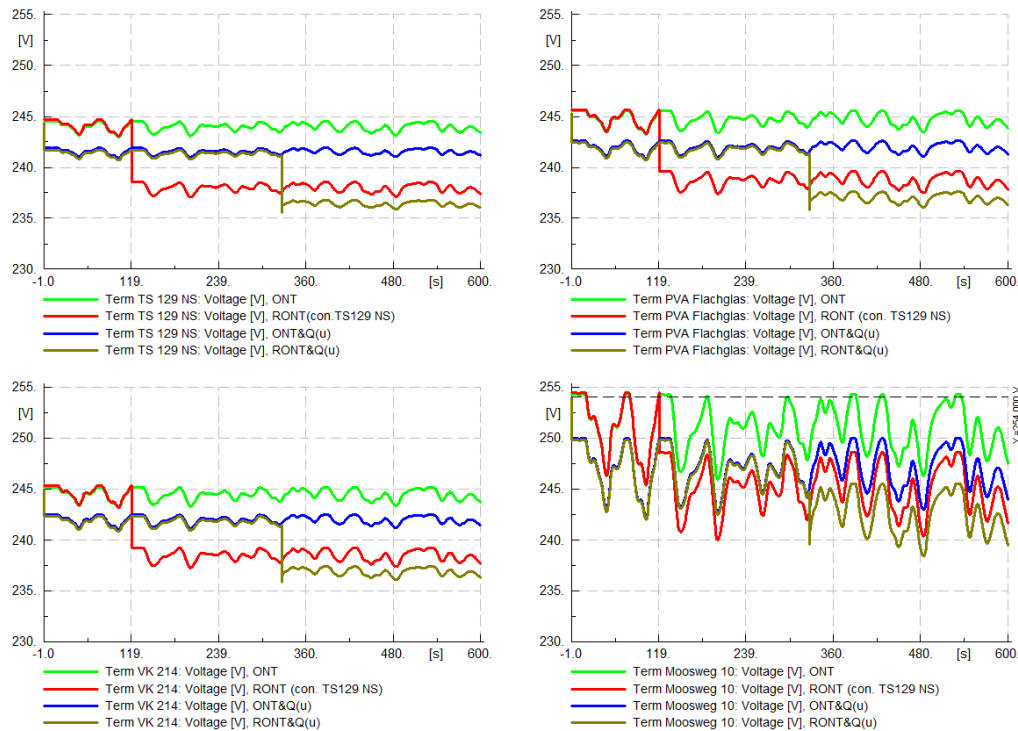 255.
[V]
250.
245.
240.
235.
230.
-1.0 119. 239. 360. 480. [s] 600.
Term TS 129 NS: Voltage [V], ONT
Term TS 129 NS: Voltage [V], RONT(con.TS129 NS)
Term TS 129 NS: Voltage [V], ONT&Q(u)
Term TS 129 NS: Voltage [V], RONT&Q(u)
255.
[V]
250.
245.
240.
235.
230.
-1.0 119. 239. 360. 480. [s] 600.
Term PVA Flachglas: Voltage [V], ONT
Term PVA Flachglas: Voltage [V], RONT (con. TS129 NS)
Term PVA Flachglas: Voltage [V], ONT&Q(u)
Term PVA Flachglas: Voltage [V], RONT&Q(u)
255.
[V]
250.
245.
240.
235.
230.
-1.0 119. 239. 360. 480. [s] 600.
Term VK 214: Voltage [V], ONT
Term VK 214: Voltage [V], RONT (con. TS129 NS)
Term VK 214: Voltage [V], ONT&Q(u)
Term VK 214: Voltage [V], RONT&Q(u)
255.
[V]
250.
245.
240.
235.
230.
-1.0 119. 239. 360. 480. [s] 600.
Y =254.000 V
Term Moosweg 10: Voltage [V], ONT
Term Moosweg 10: Voltage [V], RONT (con. TS129 NS)
Term Moosweg 10: Voltage [V], ONT&Q(u)
Term Moosweg 10: Voltage [V], RONT&Q(u)